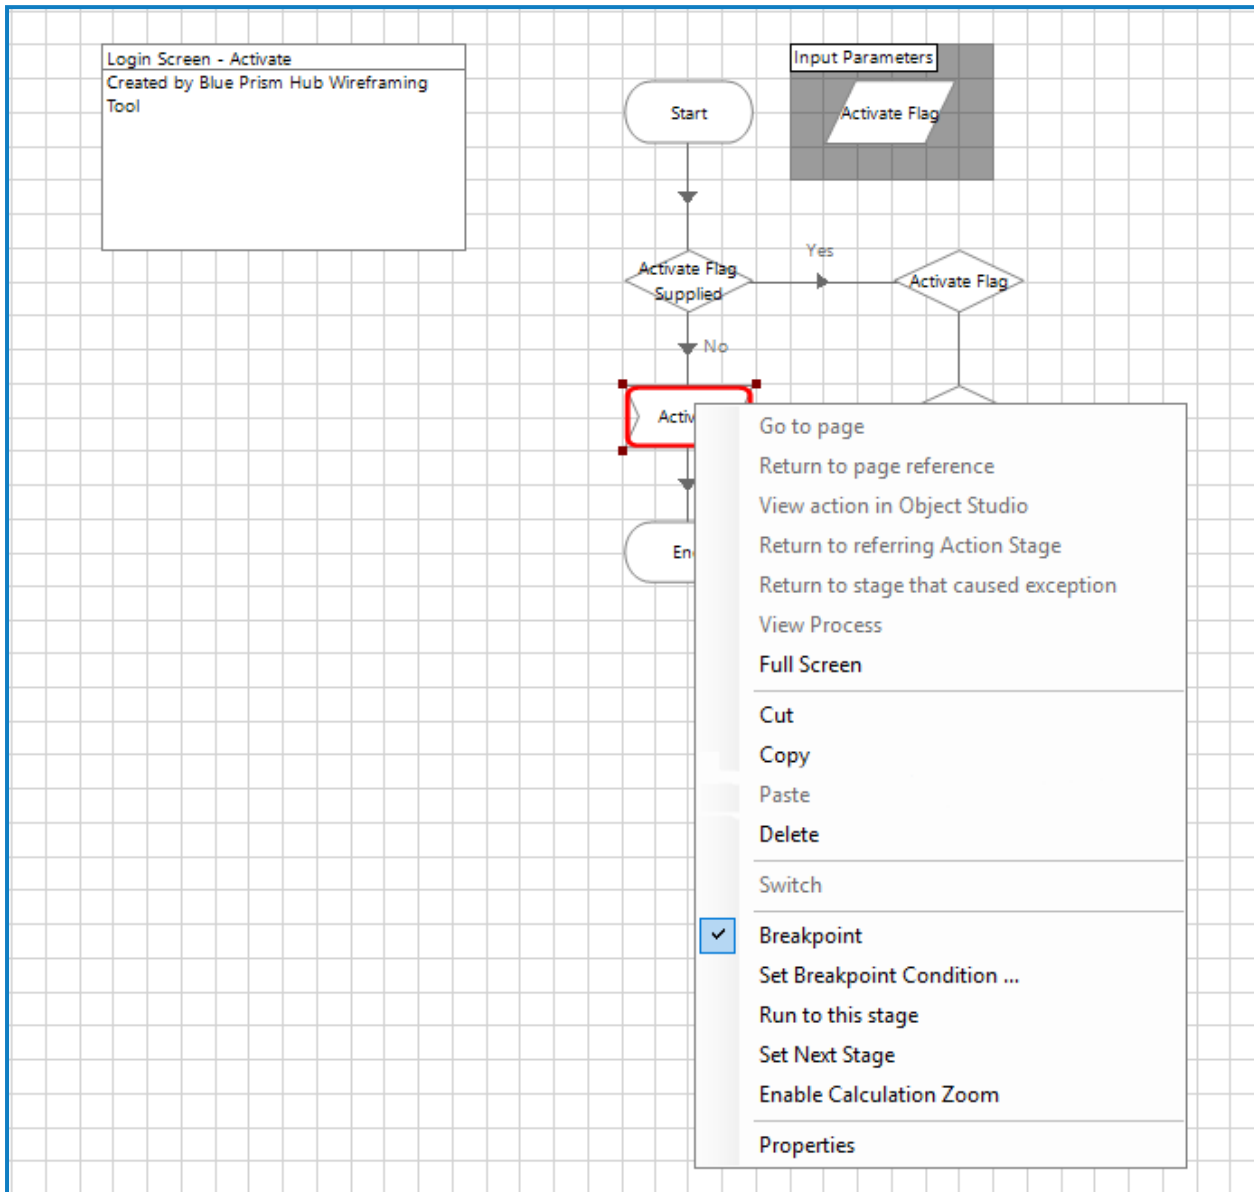 Login Screen - Activate
Created by Blue Prism Hub Wireframing
Tool
Start
Input Parameters
Activate Flag
Activate Flag
Supplied
Yes
Activate Flag
No
Go to page
Return to page reference
View action in Object Studio
Return to referring Action Stage
Return to stage that caused exception
View Process
Full Screen
Cut
Copy
Paste
Delete
Switch
Breakpoint
Set Breakpoint Condition ...
Run to this stage
Set Next Stage
Enable Calculation Zoom
Properties